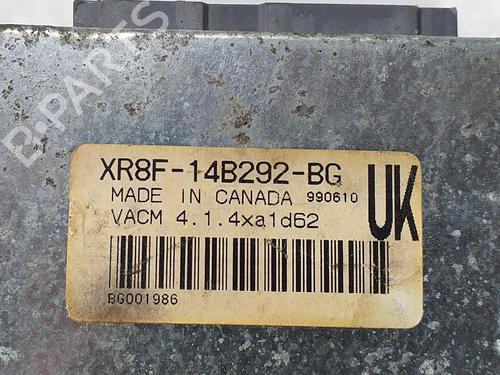 B-PARTS
XR8F-14B292-BG
MADE IN CANADA 990610
VACM 4.1.4xa1d62
UK
BG001986